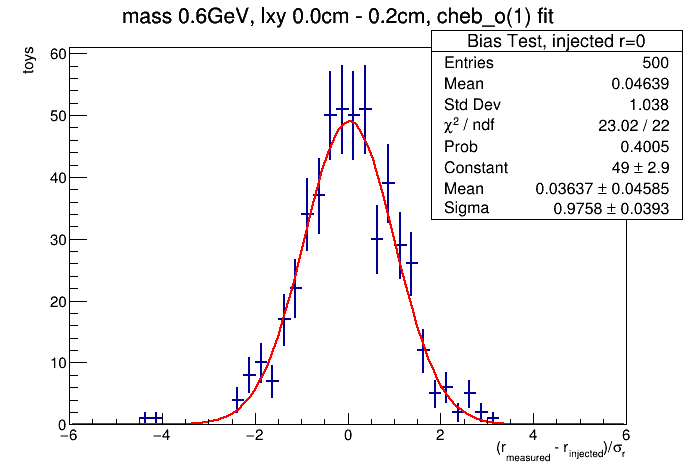 mass 0.6GeV, lxy 0.0cm - 0.2cm, cheb_o(1) fit
Bias Test, injected r=0
Entries 500
Mean 0.04639
Std Dev 1.038
χ² / ndf 23.02 / 22
Prob 0.4005
Constant 49 ± 2.9
Mean 0.03637 ± 0.04585
Sigma 0.9758 ± 0.0393
toys
60
50
40
30
20
10
0
−6 −4 −2 0 2 4 6
(r_measured - r_injected)/σ_r